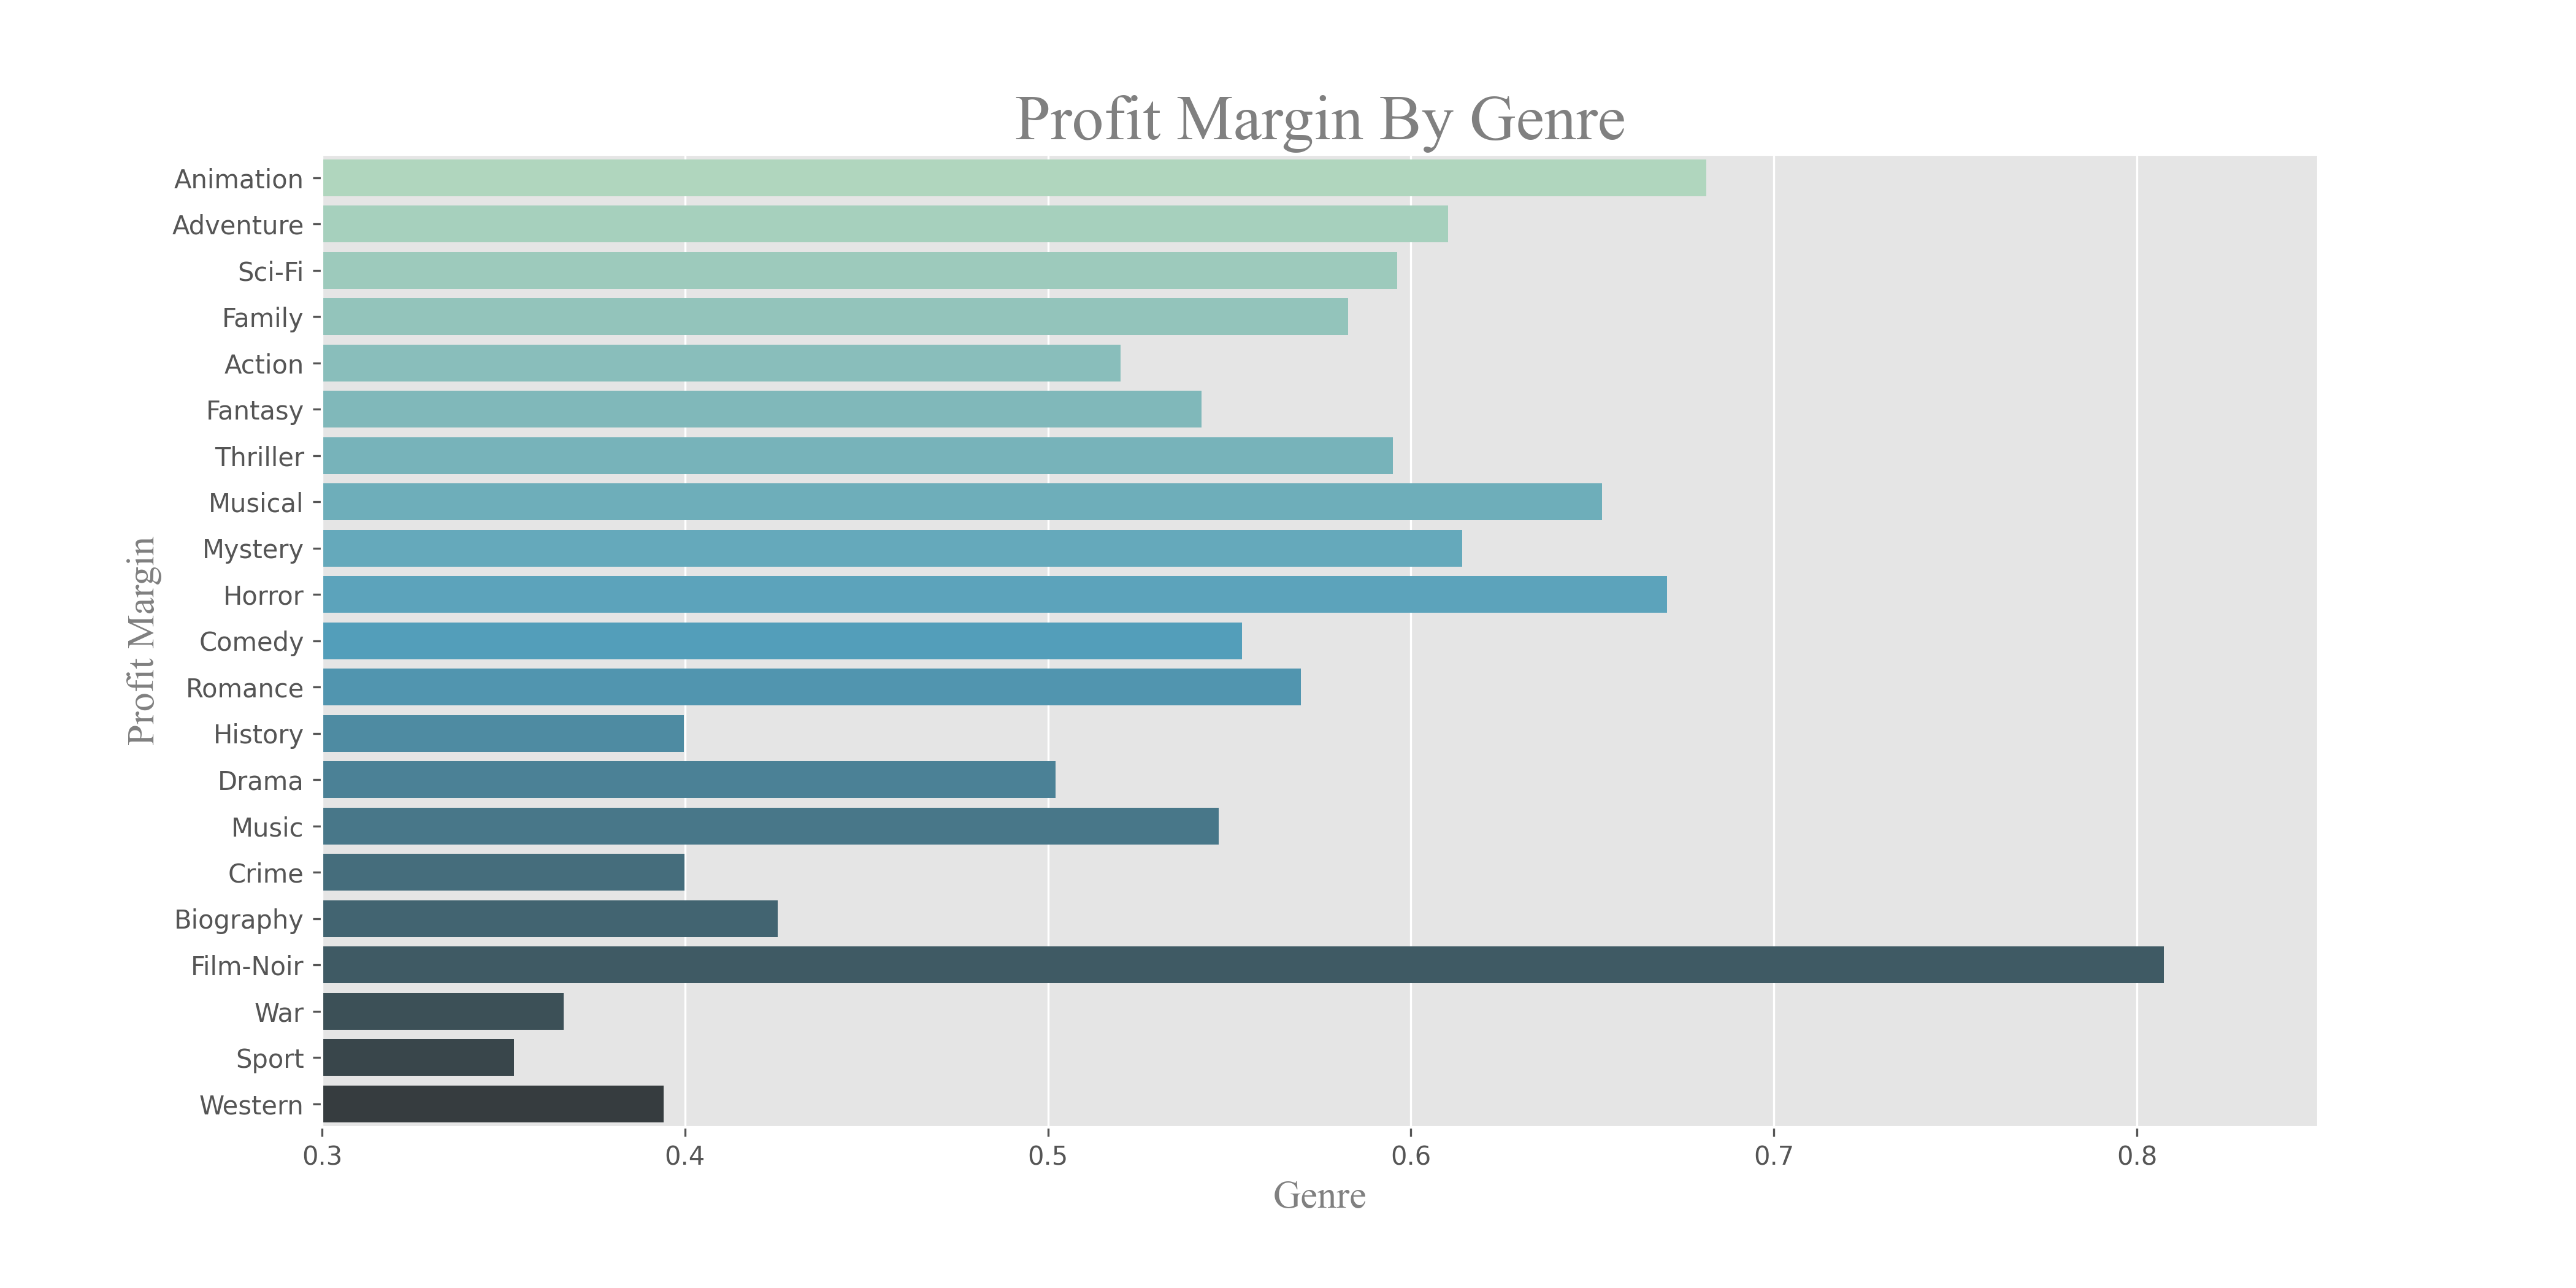 Profit Margin By Genre
Animation
Adventure
Sci-Fi
Family
Action
Fantasy
Thriller
Musical
Mystery
Horror
Comedy
Romance
History
Drama
Music
Crime
Biography
Film-Noir
War
Sport
Western
Profit Margin
0.3 0.4 0.5 0.6 0.7 0.8
Genre